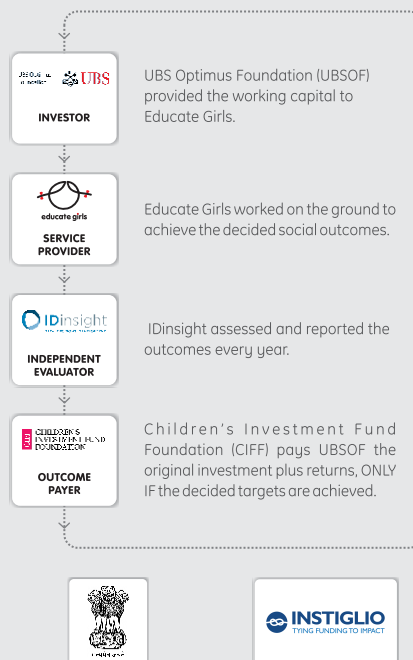 UBS
UBS Optimus Foundation (UBSOF)
provided the working capital to
Educate Girls.
INVESTOR
educate girls
SERVICE
PROVIDER
Educate Girls worked on the ground to
achieve the decided social outcomes.
IDinsight
INDEPENDENT
EVALUATOR
IDinsight assessed and reported the
outcomes every year.
CHILDREN'S
INVESTMENT FUND
FOUNDATION
OUTCOME
PAYER
Children's Investment Fund
Foundation (CIFF) pays UBSOF the
original investment plus returns, ONLY
IF the decided targets are achieved.
INSTIGLIO
TYING FUNDING TO IMPACT